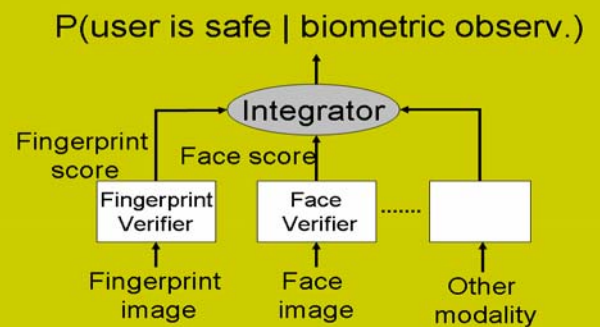 P(user is safe | biometric observ.)
Integrator
Fingerprint
score
Face score
Fingerprint
Verifier
Face
Verifier
........
Fingerprint
image
Face
image
Other
modality